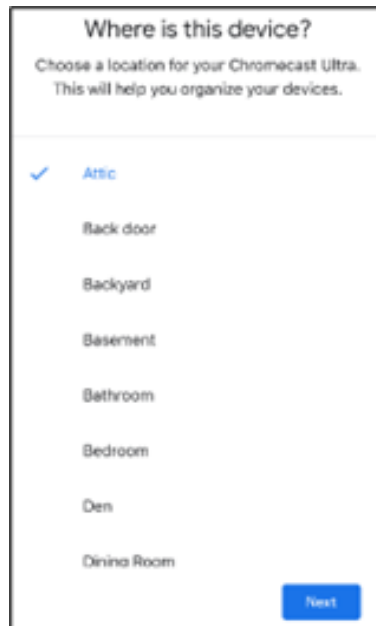 Where is this device?
Choose a location for your Chromecast Ultra.
This will help you organize your devices.
Attic
Back door
Backyard
Basement
Bathroom
Bedroom
Den
Dining Room
Next